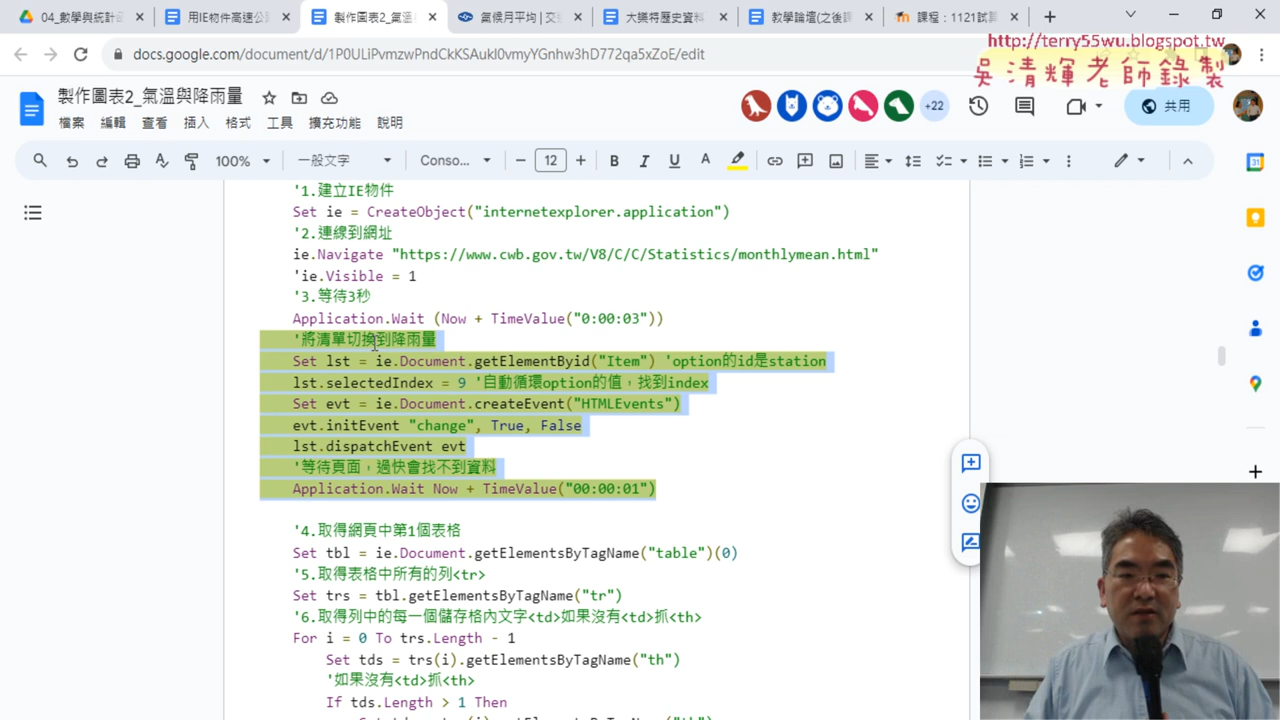 04_數學與統計函
用IE物件高速公
製作圖表2_氣溫
氣候月平均 | 交
大樂透歷史資料
教學論壇(之後課
課程：1121試算
docs.google.com/document/d/1P0ULiPvmzwPndCkKSAukl0vmyYGnhw3hD772qa5xZoE/edit
http://terry55wu.blogspot.tw
吳清輝老師錄製
製作圖表2_氣溫與降雨量
+22
共用
檔案 編輯 查看 插入 格式 工具 擴充功能 說明
100% 一般文字 Conso... 12 B I U A
'1.建立IE物件
Set ie = CreateObject("internetexplorer.application")
'2.連線到網址
ie.Navigate "https://www.cwb.gov.tw/V8/C/C/Statistics/monthlymean.html"
'ie.Visible = 1
'3.等待3秒
Application.Wait (Now + TimeValue("0:00:03"))
'將清單切換到降雨量
Set lst = ie.Document.getElementByid("Item") 'option的id是station
lst.selectedIndex = 9 '自動循環option的值，找到index
Set evt = ie.Document.createEvent("HTMLEvents")
evt.initEvent "change", True, False
lst.dispatchEvent evt
'等待頁面，過快會找不到資料
Application.Wait Now + TimeValue("00:00:01")
'4.取得網頁中第1個表格
Set tbl = ie.Document.getElementsByTagName("table")(0)
'5.取得表格中所有的列<tr>
Set trs = tbl.getElementsByTagName("tr")
'6.取得列中的每一個儲存格內文字<td>如果沒有<td>抓<th>
For i = 0 To trs.Length - 1
Set tds = trs(i).getElementsByTagName("th")
'如果沒有<td>抓<th>
If tds.Length > 1 Then